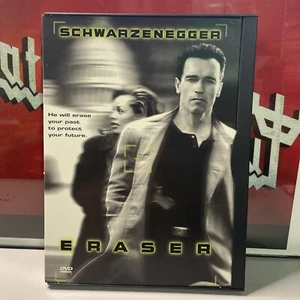 SCHWARZENEGGER
He will erase
your past
to protect
your future.
ERASER
DVD